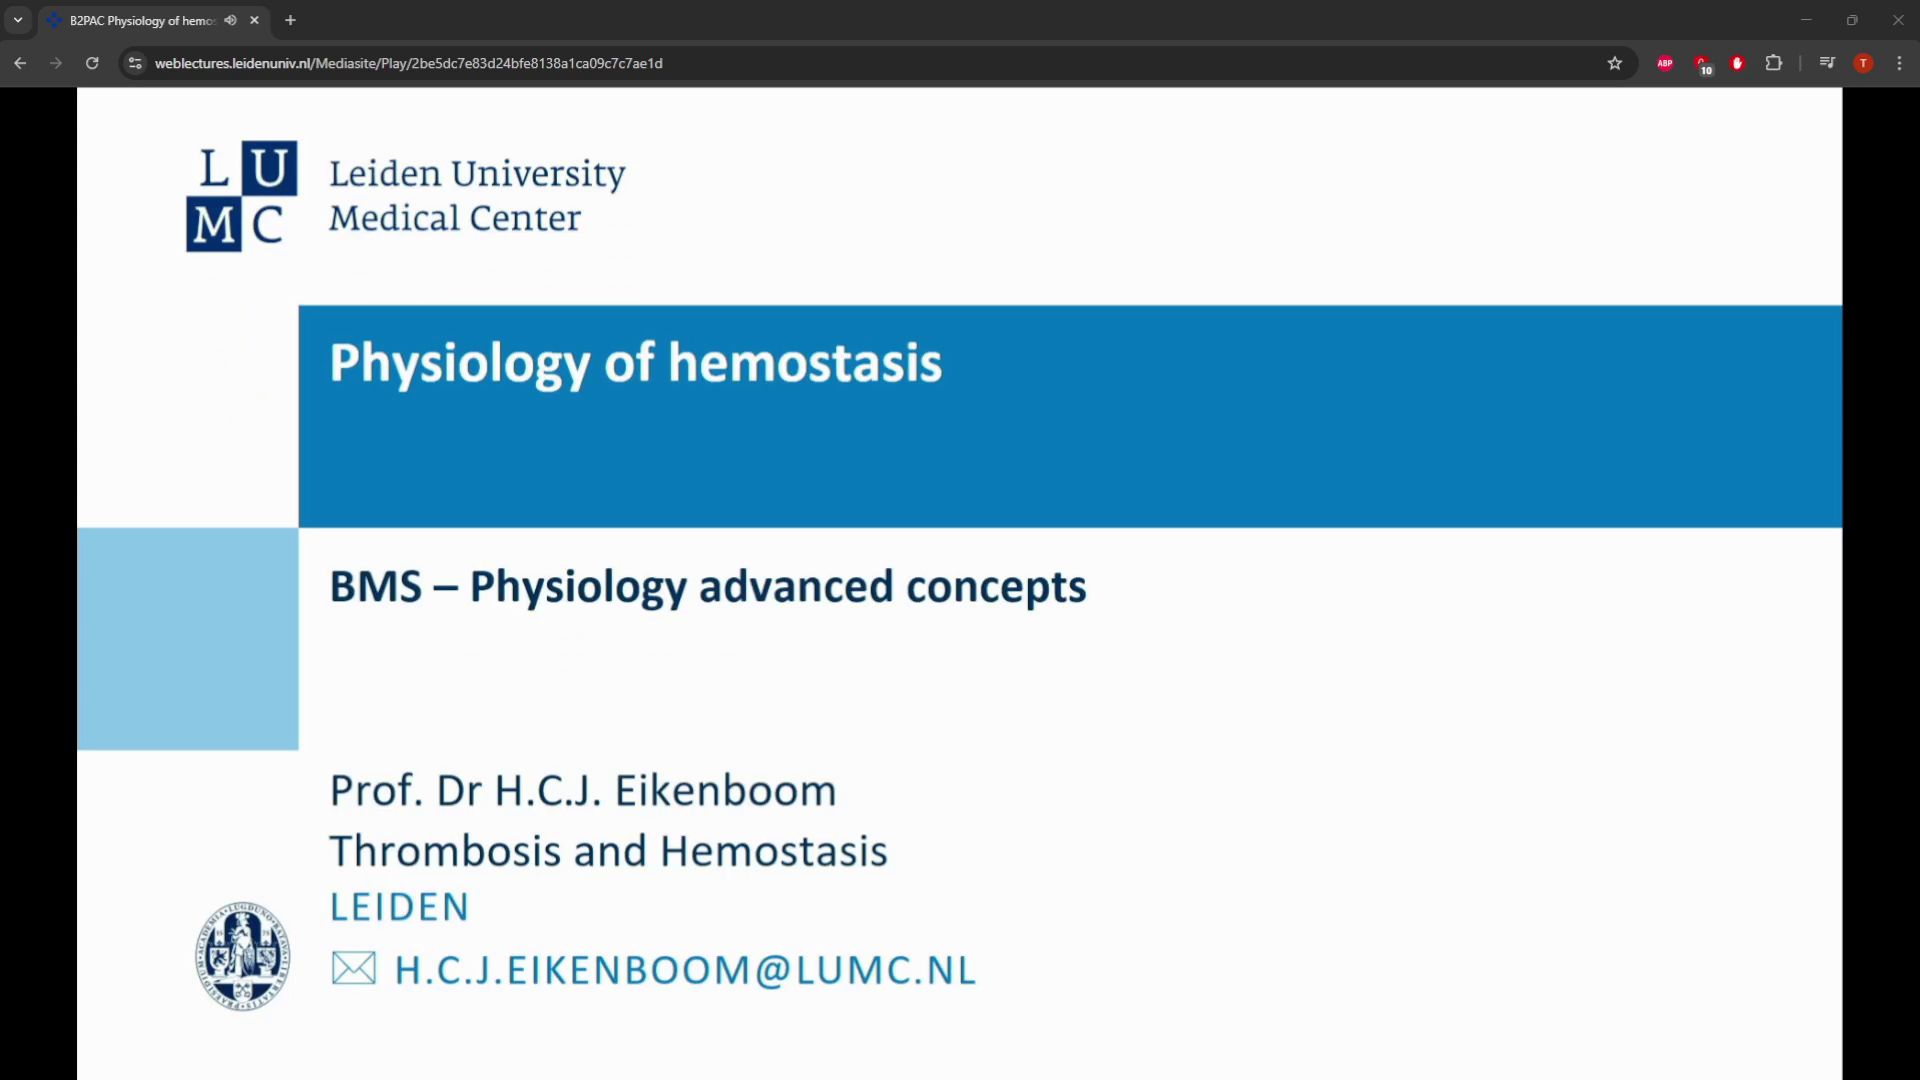 B2PAC Physiology of hemo
weblectures.leidenuniv.nl/Mediasite/Play/2be5dc7e83d24bfe8138a1ca09c7c7ae1d
ABP
10
T
L U
M C
Leiden University
Medical Center
Physiology of hemostasis
BMS – Physiology advanced concepts
Prof. Dr H.C.J. Eikenboom
Thrombosis and Hemostasis
LEIDEN
H.C.J.EIKENBOOM@LUMC.NL